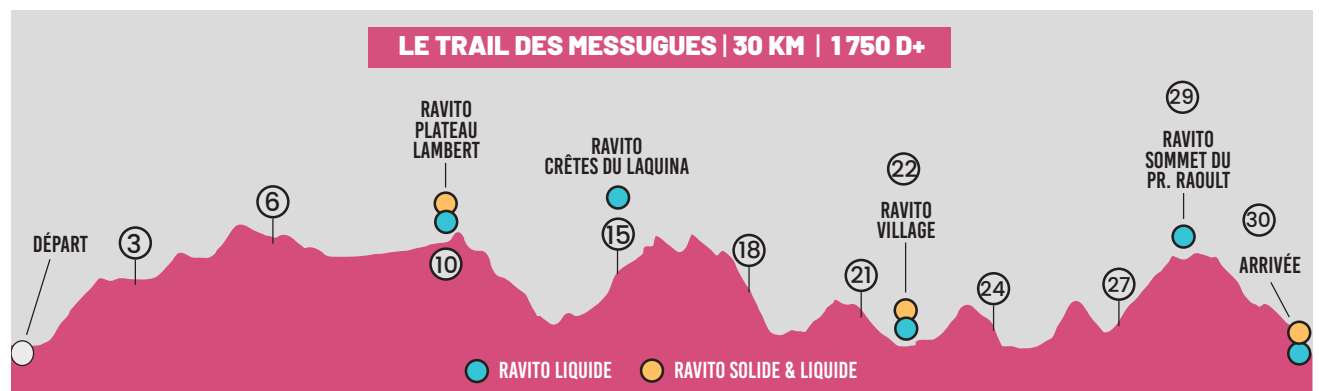 LE TRAIL DES MESSUGUES | 30 KM | 1 750 D+
DÉPART
3
6
RAVITO
PLATEAU
LAMBERT
10
RAVITO
CRÊTES DU LAQUINA
15
18
21
22
RAVITO
VILLAGE
24
27
29
RAVITO
SOMMET DU
PR. RAOULT
30
ARRIVÉE
RAVITO LIQUIDE
RAVITO SOLIDE & LIQUIDE